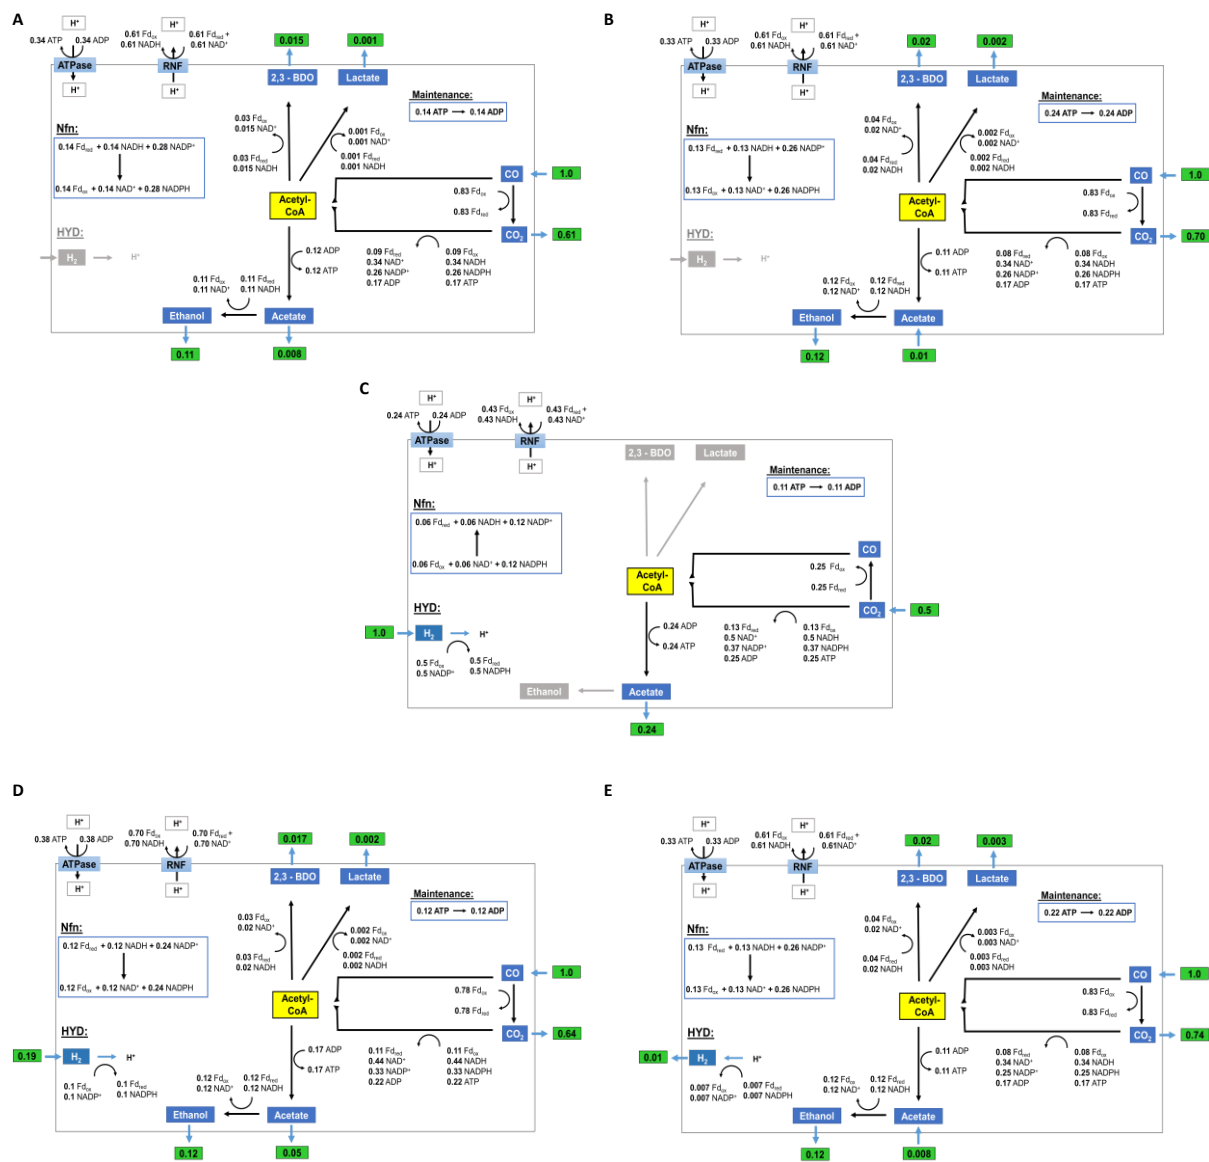 A
H⁺
0.34 ATP 0.34 ADP
ATPase
H⁺
H⁺
0.61 Fdox 0.61 Fdred +
0.61 NADH 0.61 NAD⁺
RNF
H⁺
0.015
2,3 - BDO
0.001
Lactate
Maintenance:
0.14 ATP → 0.14 ADP
Nfn:
0.14 Fdred + 0.14 NADH + 0.28 NADP⁺
0.14 Fdox + 0.14 NAD⁺ + 0.28 NADPH
0.03 Fdox
0.015 NAD⁺
0.03 Fdred
0.015 NADH
0.001 Fdox
0.001 NAD⁺
0.001 Fdred
0.001 NADH
CO
1.0
0.83 Fdox
0.83 Fdred
Acetyl-
CoA
CO₂
0.61
HYD:
H₂ H⁺
0.12 ADP
0.12 ATP
0.09 Fdred 0.09 Fdox
0.34 NAD⁺ 0.34 NADH
0.26 NADP⁺ 0.26 NADPH
0.17 ADP 0.17 ATP
0.11 Fdox 0.11 Fdred
0.11 NAD⁺ 0.11 NADH
Ethanol
Acetate
0.11
0.008
B
H⁺
0.33 ATP 0.33 ADP
ATPase
H⁺
H⁺
0.61 Fdox 0.61 Fdred +
0.61 NADH 0.61 NAD⁺
RNF
H⁺
0.02
2,3 - BDO
0.002
Lactate
Maintenance:
0.24 ATP → 0.24 ADP
Nfn:
0.13 Fdred + 0.13 NADH + 0.26 NADP⁺
0.13 Fdox + 0.13 NAD⁺ + 0.26 NADPH
0.04 Fdox
0.02 NAD⁺
0.04 Fdred
0.02 NADH
0.002 Fdox
0.002 NAD⁺
0.002 Fdred
0.002 NADH
CO
1.0
0.83 Fdox
0.83 Fdred
Acetyl-
CoA
CO₂
0.70
HYD:
H₂ H⁺
0.11 ADP
0.11 ATP
0.08 Fdred 0.08 Fdox
0.34 NAD⁺ 0.34 NADH
0.26 NADP⁺ 0.26 NADPH
0.17 ADP 0.17 ATP
0.12 Fdox 0.12 Fdred
0.12 NAD⁺ 0.12 NADH
Ethanol
Acetate
0.12
0.01
C
H⁺
0.24 ATP 0.24 ADP
ATPase
H⁺
H⁺
0.43 Fdox 0.43 Fdred +
0.43 NADH 0.43 NAD⁺
RNF
H⁺
2,3 - BDO
Lactate
Maintenance:
0.11 ATP → 0.11 ADP
Nfn:
0.06 Fdred + 0.06 NADH + 0.12 NADP⁺
0.06 Fdox + 0.06 NAD⁺ + 0.12 NADPH
CO
0.25 Fdox
0.25 Fdred
Acetyl-
CoA
CO₂
0.5
HYD:
1.0
H₂ H⁺
0.5 Fdox 0.5 Fdred
0.5 NADP⁺ 0.5 NADPH
0.24 ADP
0.24 ATP
0.13 Fdred 0.13 Fdox
0.5 NAD⁺ 0.5 NADH
0.37 NADP⁺ 0.37 NADPH
0.25 ADP 0.25 ATP
Ethanol
Acetate
0.24
D
H⁺
0.38 ATP 0.38 ADP
ATPase
H⁺
H⁺
0.70 Fdox 0.70 Fdred +
0.70 NADH 0.70 NAD⁺
RNF
H⁺
0.017
2,3 - BDO
0.002
Lactate
Maintenance:
0.12 ATP → 0.12 ADP
Nfn:
0.12 Fdred + 0.12 NADH + 0.24 NADP⁺
0.12 Fdox + 0.12 NAD⁺ + 0.24 NADPH
0.03 Fdox
0.02 NAD⁺
0.03 Fdred
0.02 NADH
0.002 Fdox
0.002 NAD⁺
0.002 Fdred
0.002 NADH
CO
1.0
0.78 Fdox
0.78 Fdred
Acetyl-
CoA
CO₂
0.64
HYD:
0.19
H₂ H⁺
0.1 Fdox 0.1 Fdred
0.1 NADP⁺ 0.1 NADPH
0.17 ADP
0.17 ATP
0.11 Fdred 0.11 Fdox
0.44 NAD⁺ 0.44 NADH
0.33 NADP⁺ 0.33 NADPH
0.22 ADP 0.22 ATP
0.12 Fdox 0.12 Fdred
0.12 NAD⁺ 0.12 NADH
Ethanol
Acetate
0.12
0.05
E
H⁺
0.33 ATP 0.33 ADP
ATPase
H⁺
H⁺
0.61 Fdox 0.61 Fdred +
0.61 NADH 0.61NAD⁺
RNF
H⁺
0.02
2,3 - BDO
0.003
Lactate
Maintenance:
0.22 ATP → 0.22 ADP
Nfn:
0.13 Fdred + 0.13 NADH + 0.26 NADP⁺
0.13 Fdox + 0.13 NAD⁺ + 0.26 NADPH
0.04 Fdox
0.02 NAD⁺
0.04 Fdred
0.02 NADH
0.003 Fdox
0.003 NAD⁺
0.003 Fdred
0.003 NADH
CO
1.0
0.83 Fdox
0.83 Fdred
Acetyl-
CoA
CO₂
0.74
HYD:
0.01
H₂ H⁺
0.007 Fdox 0.007 Fdred
0.007 NADP⁺ 0.007 NADPH
0.11 ADP
0.11 ATP
0.08 Fdred 0.08 Fdox
0.34 NAD⁺ 0.34 NADH
0.25 NADP⁺ 0.25 NADPH
0.17 ADP 0.17 ATP
0.12 Fdox 0.12 Fdred
0.12 NAD⁺ 0.12 NADH
Ethanol
Acetate
0.12
0.008